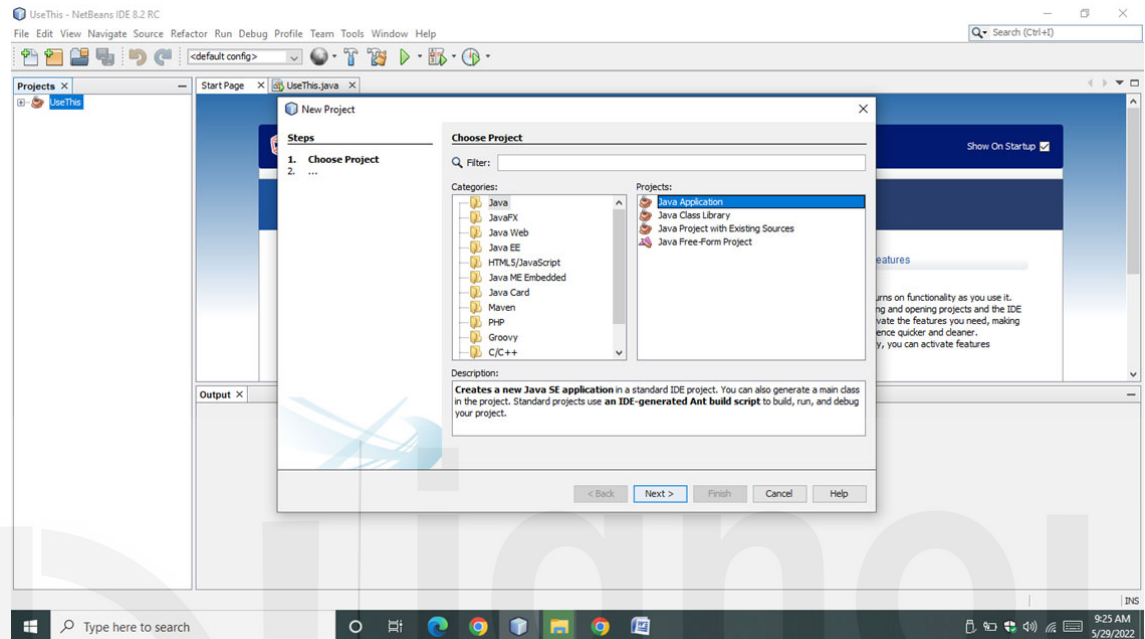 UseThis - NetBeans IDE 8.2 RC
File Edit View Navigate Source Refactor Run Debug Profile Team Tools Window Help
Search (Ctrl+I)
<default config>
Projects
Start Page
UseThis.java
UseThis
New Project
Show On Startup
Steps
1. Choose Project
2. ...
Choose Project
Filter:
Categories:
Java
JavaFX
Java Web
Java EE
HTML5/JavaScript
Java ME Embedded
Java Card
Maven
PHP
Groovy
C/C++
Projects:
Java Application
Java Class Library
Java Project with Existing Sources
Java Free-Form Project
Description:
Creates a new Java SE application in a standard IDE project. You can also generate a main class
in the project. Standard projects use an IDE-generated Ant build script to build, run, and debug
your project.
< Back
Next >
Finish
Cancel
Help
eatures
urns on functionality as you use it.
ng and opening projects and the IDE
vate the features you need, making
ence quicker and cleaner.
y, you can activate features
Output
INS
Type here to search
9:25 AM
5/29/2022